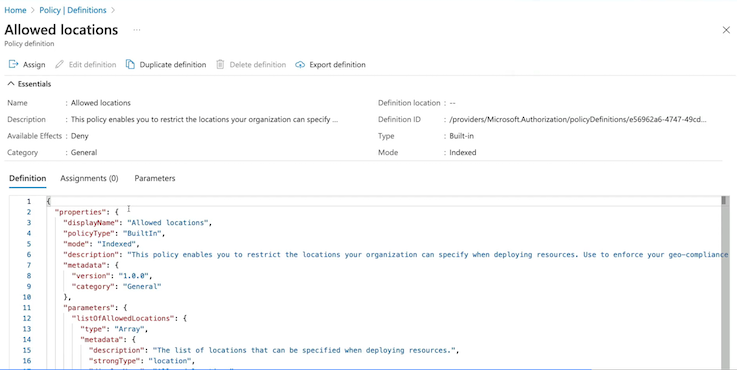 Home > Policy | Definitions >
Allowed locations ...
Policy definition
Assign Edit definition Duplicate definition Delete definition Export definition
Essentials
Name : Allowed locations Definition location : --
Description : This policy enables you to restrict the locations your organization can specify ... Definition ID : /providers/Microsoft.Authorization/policyDefinitions/e56962a6-4747-49cd...
Available Effects : Deny Type : Built-in
Category : General Mode : Indexed
Definition Assignments (0) Parameters
1 {
2 "properties": {
3 "displayName": "Allowed locations",
4 "policyType": "BuiltIn",
5 "mode": "Indexed",
6 "description": "This policy enables you to restrict the locations your organization can specify when deploying resources. Use to enforce your geo-compliance
7 "metadata": {
8 "version": "1.0.0",
9 "category": "General"
10 },
11 "parameters": {
12 "listOfAllowedLocations": {
13 "type": "Array",
14 "metadata": {
15 "description": "The list of locations that can be specified when deploying resources.",
16 "strongType": "location",